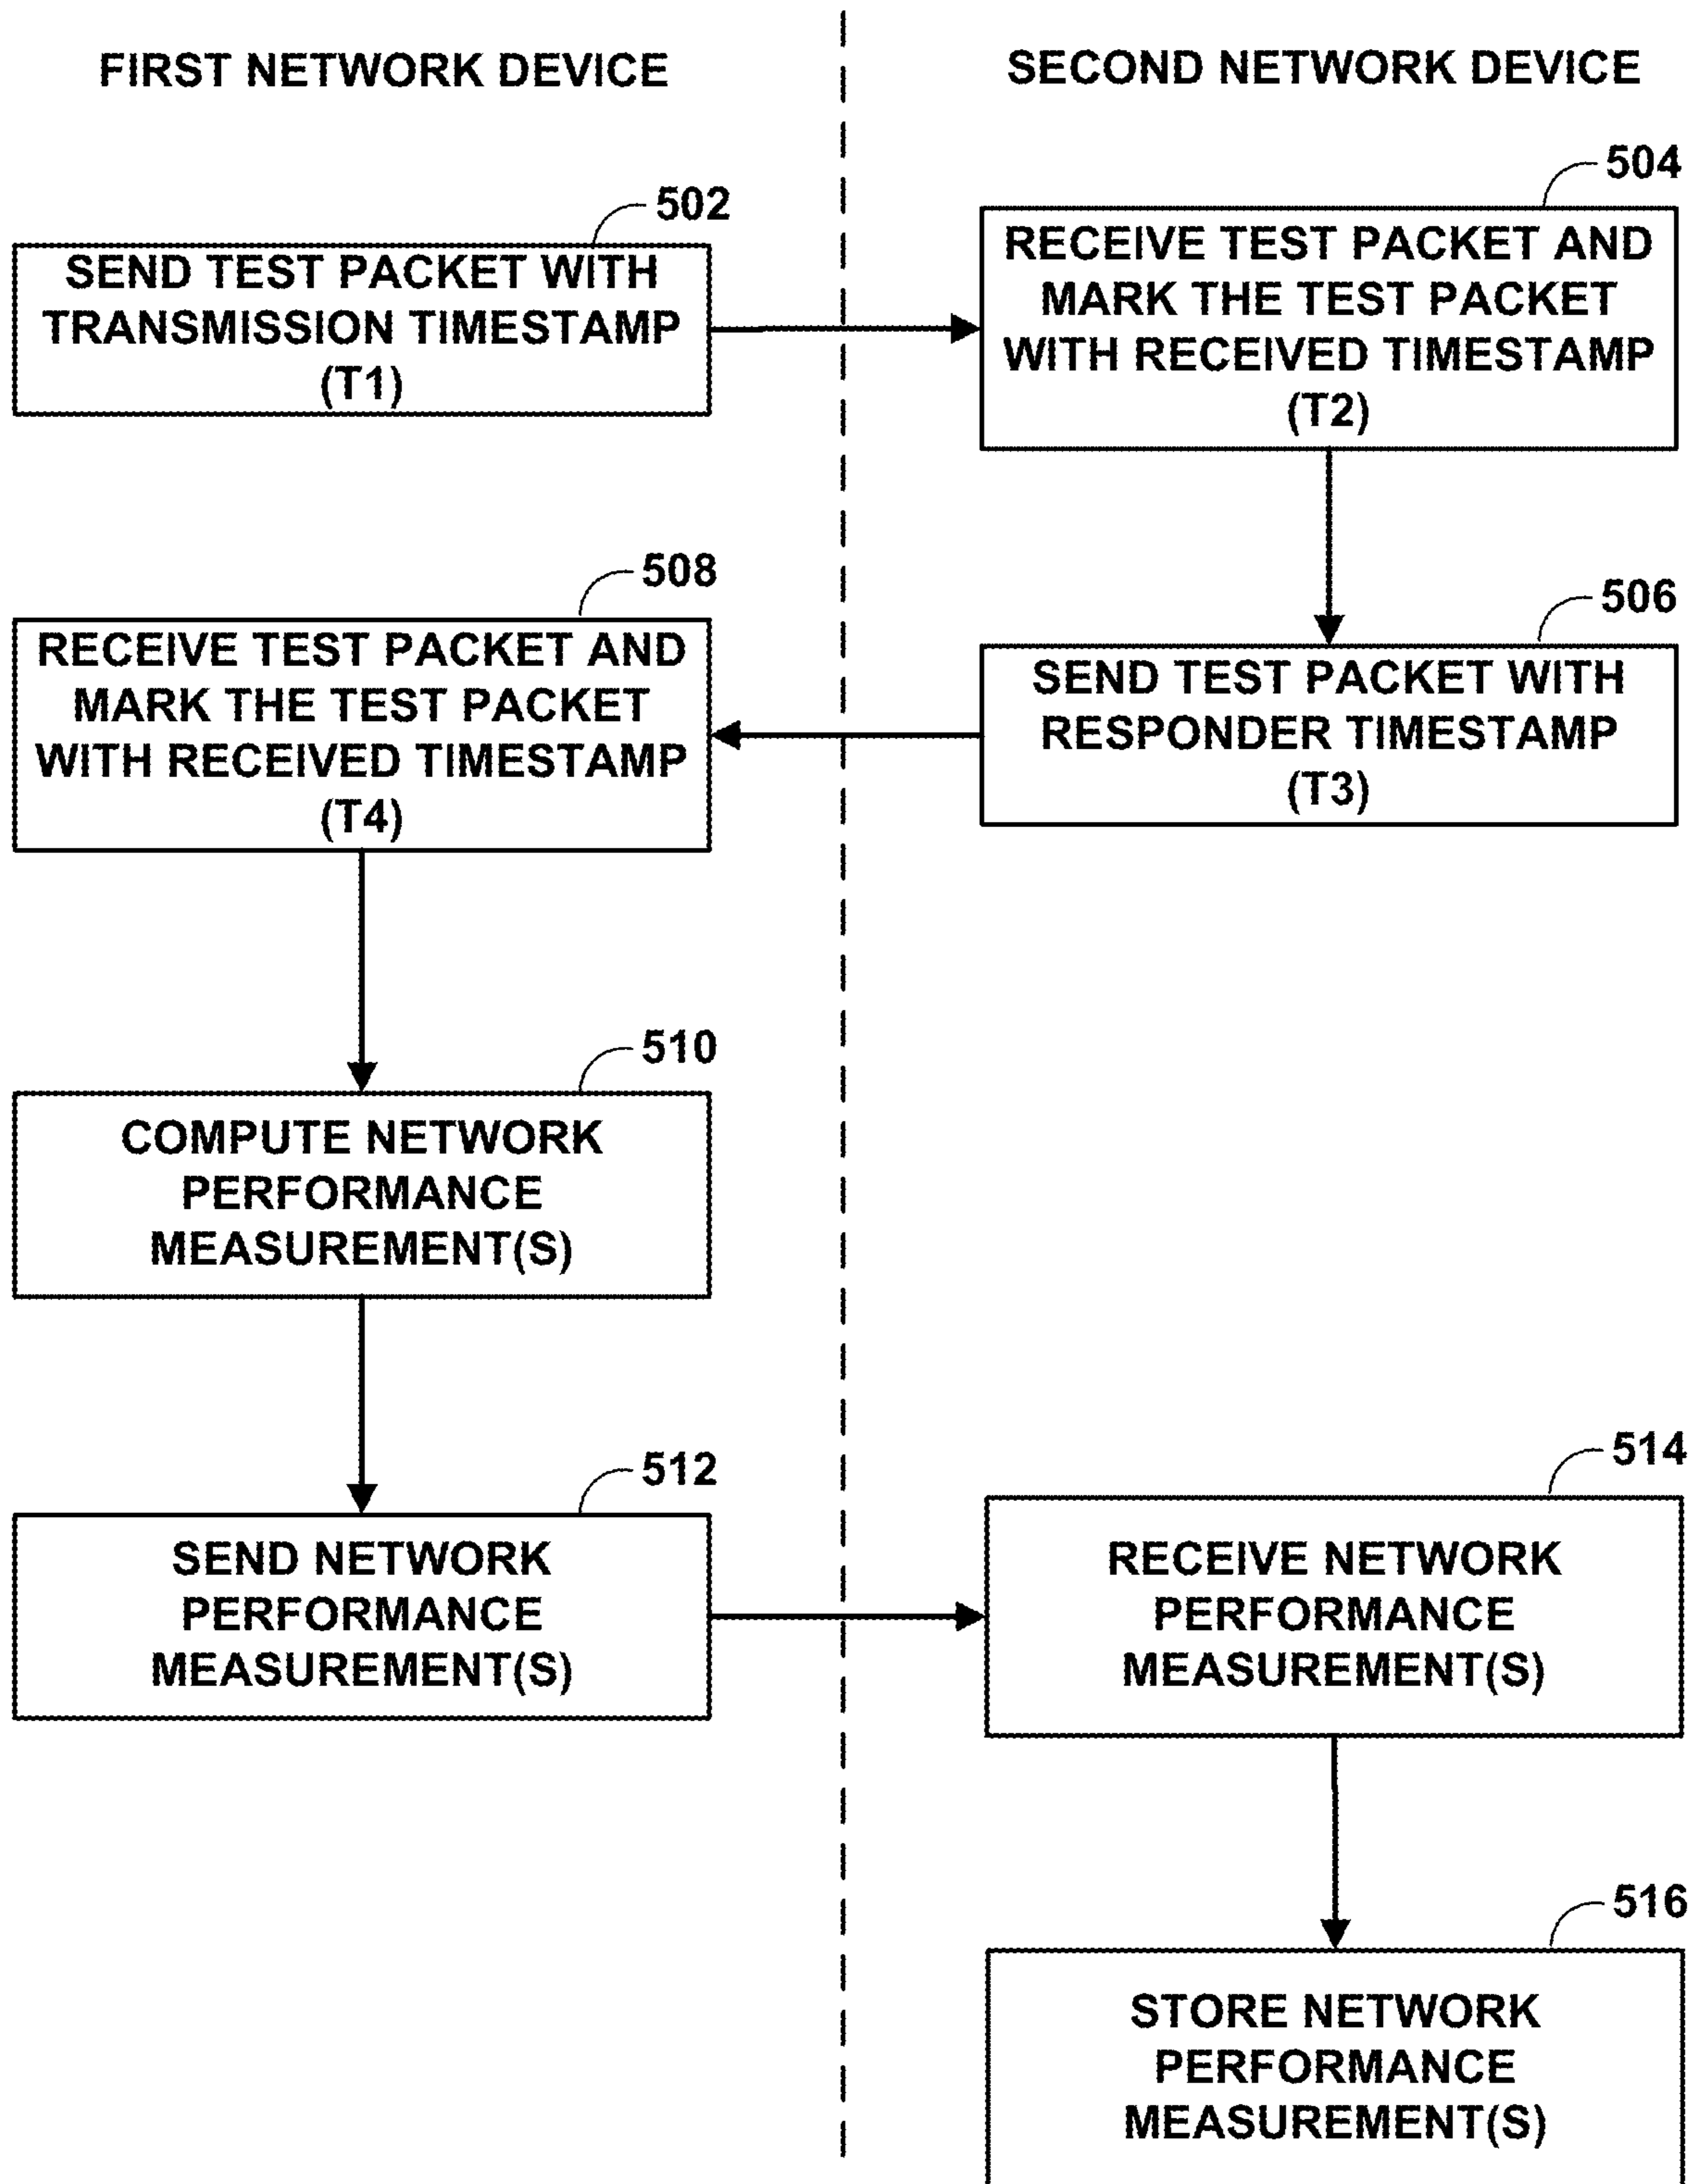 FIRST NETWORK DEVICE
SECOND NETWORK DEVICE
502
SEND TEST PACKET WITH
TRANSMISSION TIMESTAMP
(T1)
504
RECEIVE TEST PACKET AND
MARK THE TEST PACKET
WITH RECEIVED TIMESTAMP
(T2)
506
SEND TEST PACKET WITH
RESPONDER TIMESTAMP
(T3)
508
RECEIVE TEST PACKET AND
MARK THE TEST PACKET
WITH RECEIVED TIMESTAMP
(T4)
510
COMPUTE NETWORK
PERFORMANCE
MEASUREMENT(S)
512
SEND NETWORK
PERFORMANCE
MEASUREMENT(S)
514
RECEIVE NETWORK
PERFORMANCE
MEASUREMENT(S)
516
STORE NETWORK
PERFORMANCE
MEASUREMENT(S)